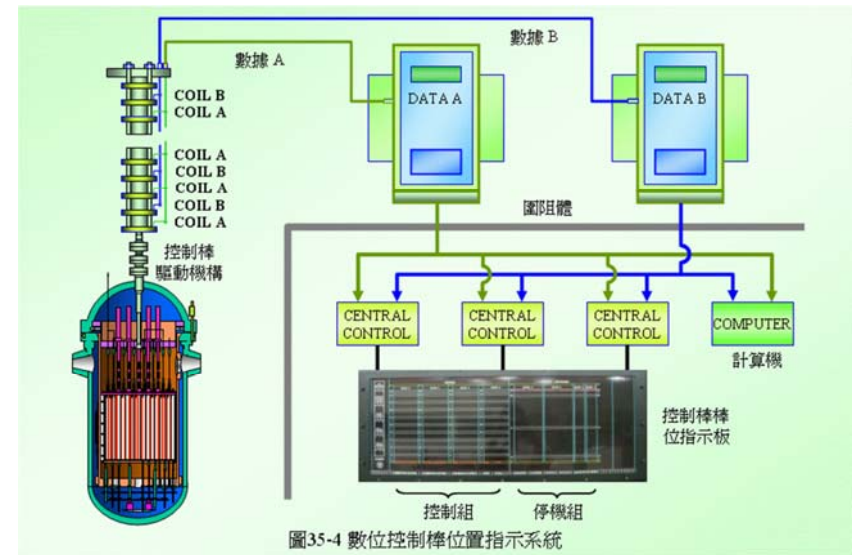 數據 A
數據 B
COIL B
COIL A
COIL A
COIL B
COIL A
COIL B
COIL A
控制棒
驅動機構
DATA A
DATA B
圍阻體
CENTRAL
CONTROL
CENTRAL
CONTROL
CENTRAL
CONTROL
COMPUTER
計算機
控制棒棒
位指示板
控制組
停機組
圖35-4 數位控制棒位置指示系統